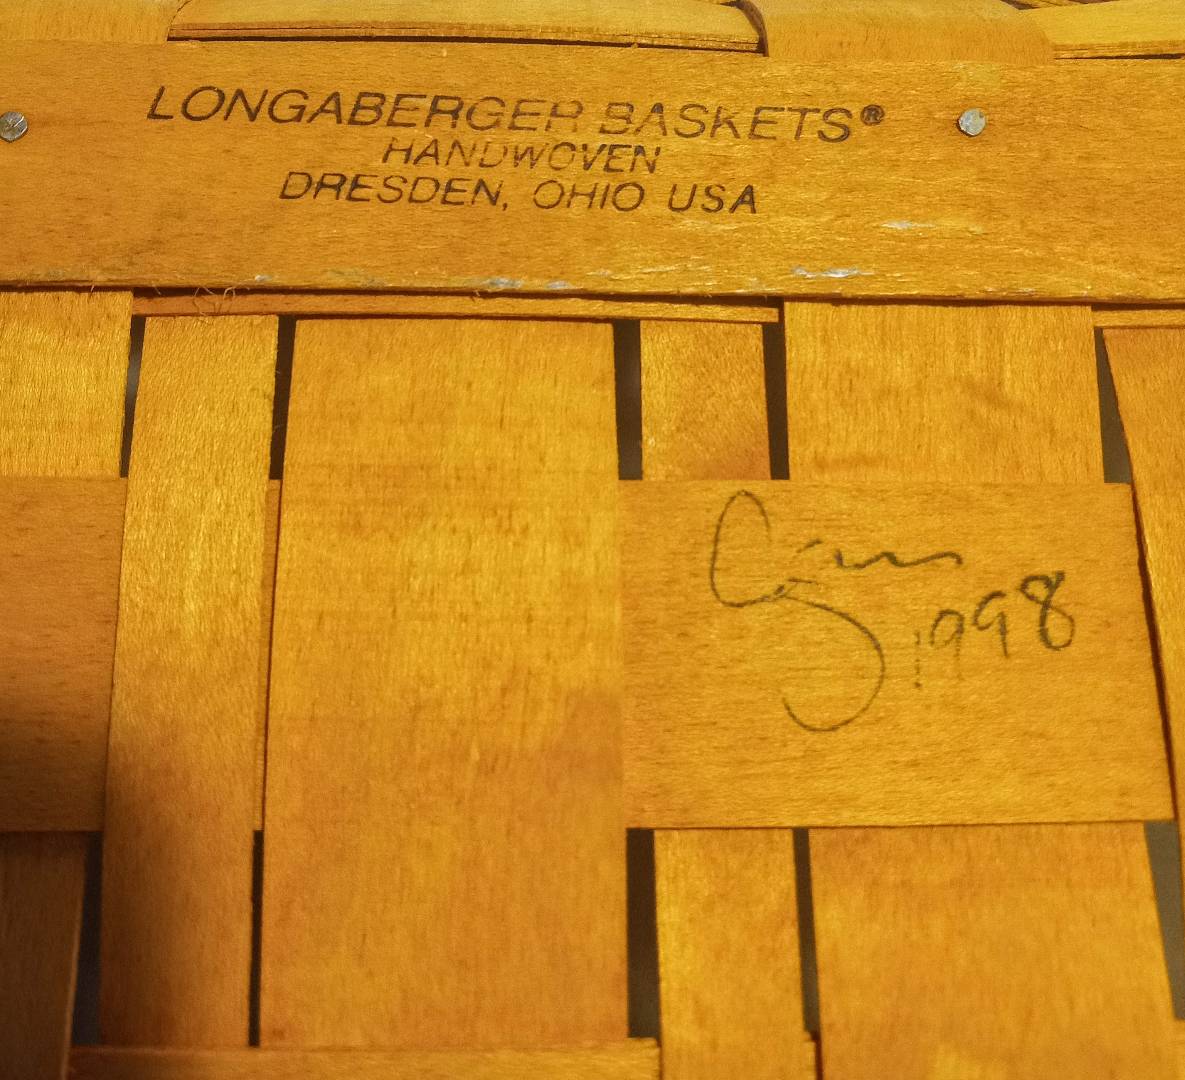 LONGABERGER BASKETS®
HANDWOVEN
DRESDEN, OHIO USA
1998